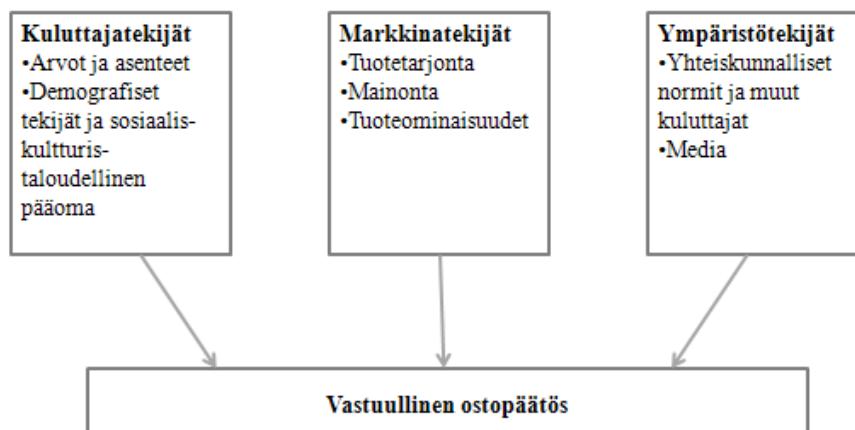 Kuluttajatekijät
•Arvot ja asenteet
•Demografiset
tekijät ja sosiaalis-
kultturis-
taloudellinen
pääoma
Markkinatekijät
•Tuotetarjonta
•Mainonta
•Tuoteominaisuudet
Ympäristötekijät
•Yhteiskunnalliset
normit ja muut
kuluttajat
•Media
Vastuullinen ostopäätös